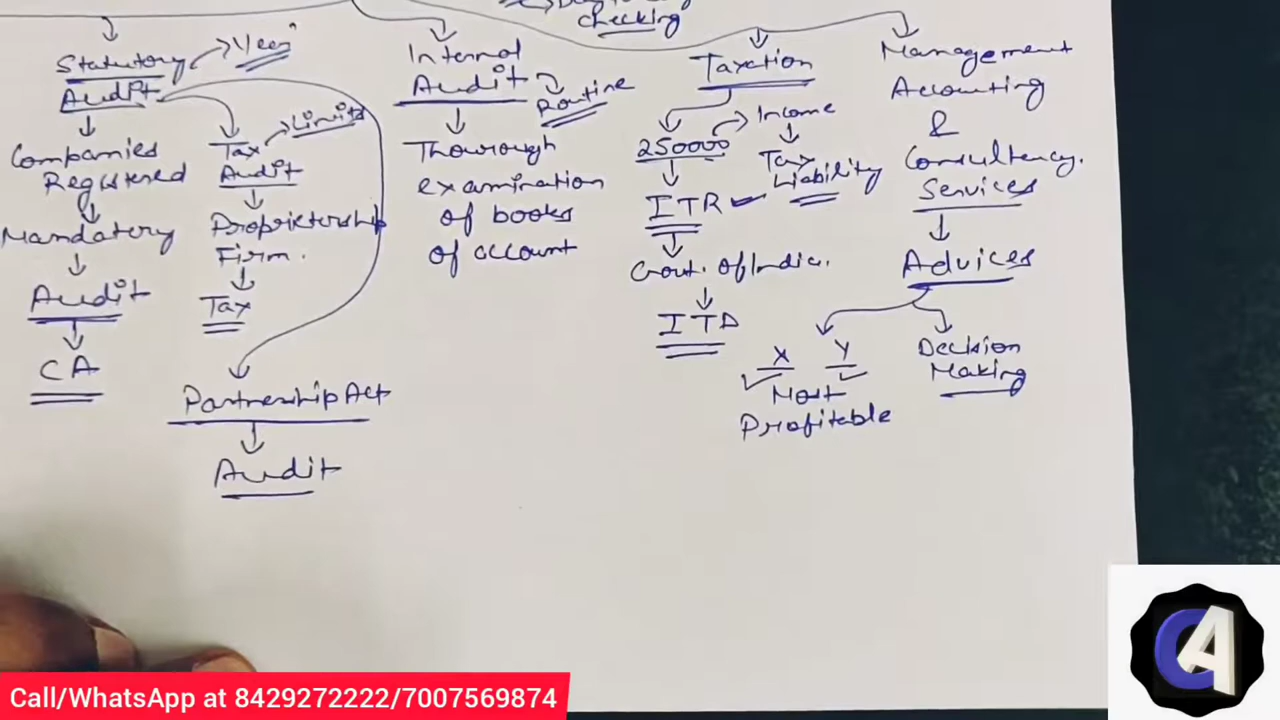 checking
Statutory
Audit
Year
Companies
Registered
Mandatory
Audit
CA
Tax
Audit
Limits
Proprietorship
Firm.
Tax
Partnership Act
Audit
Internal
Audit
Routine
Thorough
examination
of books
of account
Taxation
250000
Income
Tax
Liability
ITR
Govt. of India.
ITD
Management
Accounting
&
Consultancy.
Services
Advices
X Y
Most
Profitable
Decision
Making
Call/WhatsApp at 8429272222/7007569874
CA